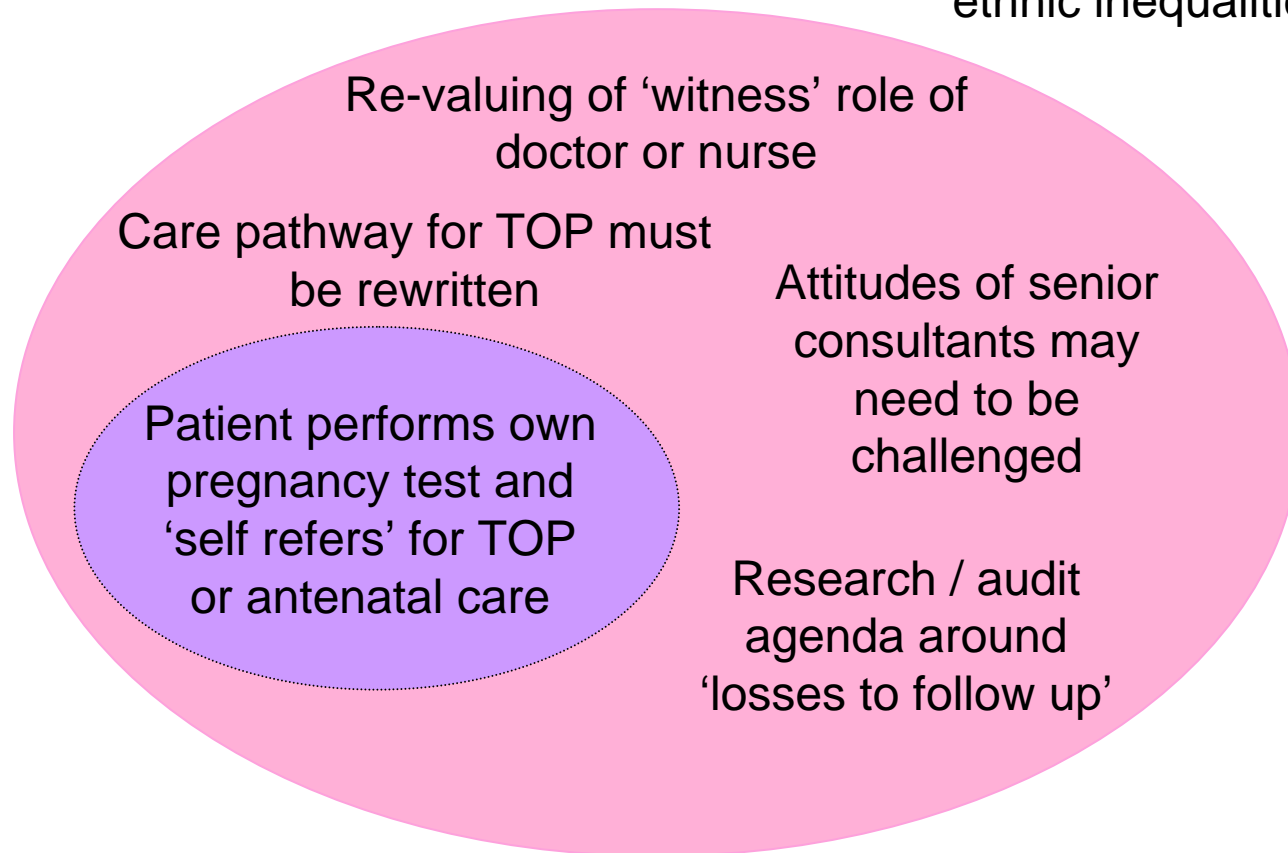 ethnic inequalitie
Re-valuing of ‘witness’ role of
doctor or nurse
Care pathway for TOP must
be rewritten
Attitudes of senior
consultants may
need to be
challenged
Patient performs own
pregnancy test and
‘self refers’ for TOP
or antenatal care
Research / audit
agenda around
‘losses to follow up’